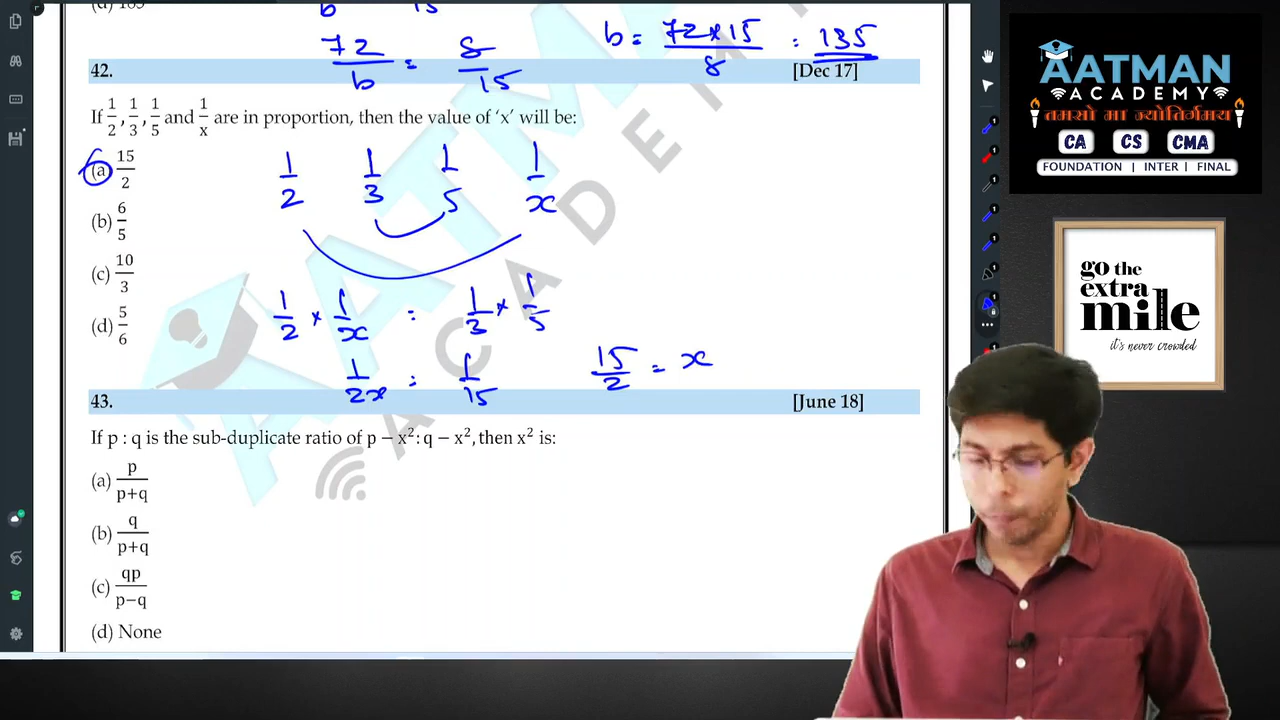 (d) 165
b 15
72/b = 8/15
b = 72×15/8 = 135
42. [Dec 17]
If 1/2, 1/3, 1/5 and 1/x are in proportion, then the value of ‘x’ will be:
(a) 15/2
1/2 1/3 1/5 1/x
(b) 6/5
(c) 10/3
(d) 5/6
1/2 × 1/x = 1/3 × 1/5
1/2x = 1/15
15/2 = x
43. [June 18]
If p : q is the sub-duplicate ratio of p − x² : q − x², then x² is:
(a) p/p+q
(b) q/p+q
(c) qp/p−q
(d) None
AATMAN
ACADEMY
तमसो मा ज्योतिर्गमय
CA CS CMA
FOUNDATION | INTER | FINAL
go the
extra
mile
it's never crowded